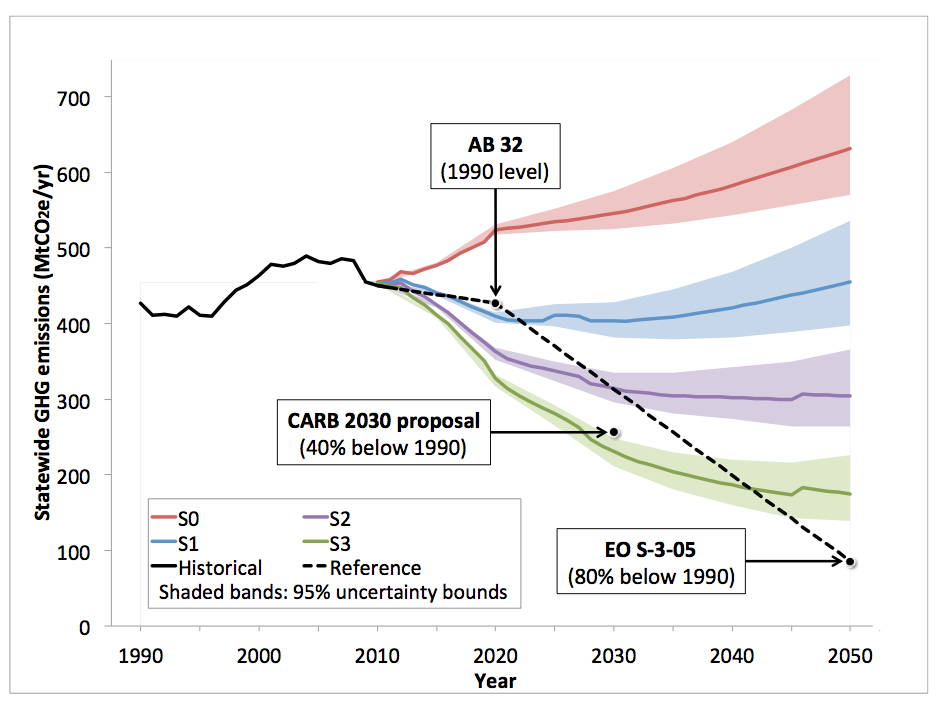 Statewide GHG emissions (MtCO2e/yr)
700
600
500
400
300
200
100
0
AB 32
(1990 level)
CARB 2030 proposal
(40% below 1990)
EO S-3-05
(80% below 1990)
S0
S2
S1
S3
Historical
Reference
Shaded bands: 95% uncertainty bounds
1990
2000
2010
2020
2030
2040
2050
Year